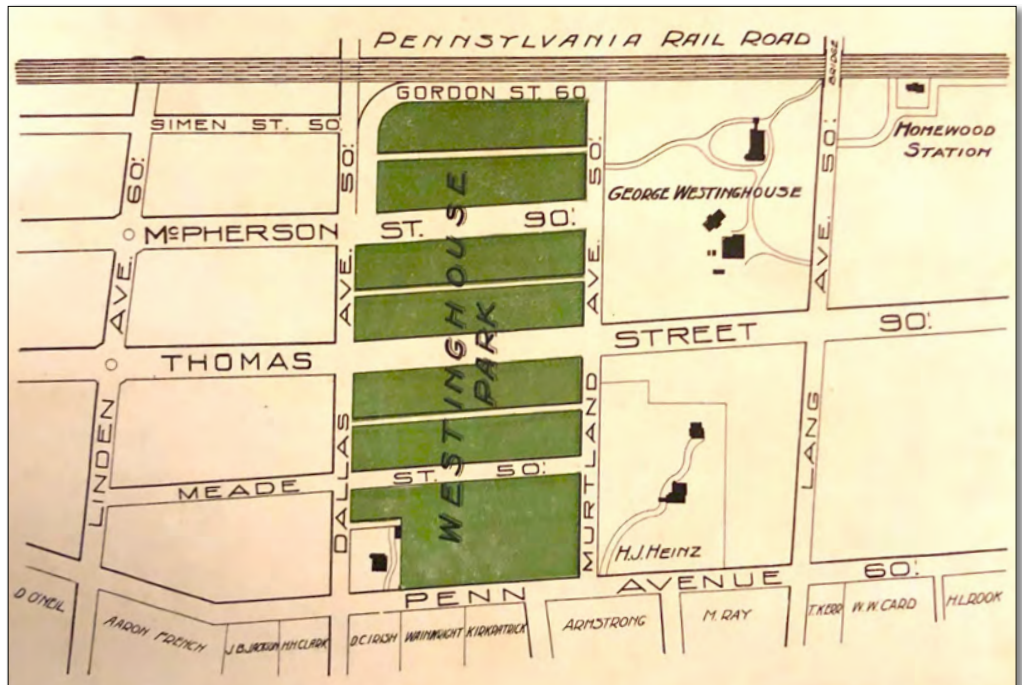 PENNSYLVANIA RAIL ROAD
BRIDGE
GORDON ST. 60
SIMEN ST. 50'
HOMEWOOD
STATION
GEORGE WESTINGHOUSE
McPHERSON ST. 90'
THOMAS STREET 90'
MEADE ST. 50'
PENN AVENUE 60'
LINDEN AVE. 60'
DALLAS AVE. 50'
WESTINGHOUSE
PARK
MURTLAND AVE. 50'
LANG AVE. 50'
H.J. HEINZ
D O'NEIL
AARON FRENCH
J B JACKSON
H H CLARK
D.C. IRISH
WAINWRIGHT
KIRKPATRICK
ARMSTRONG
M. RAY
T. KERR
W.W. CARD
H.L. ROOK